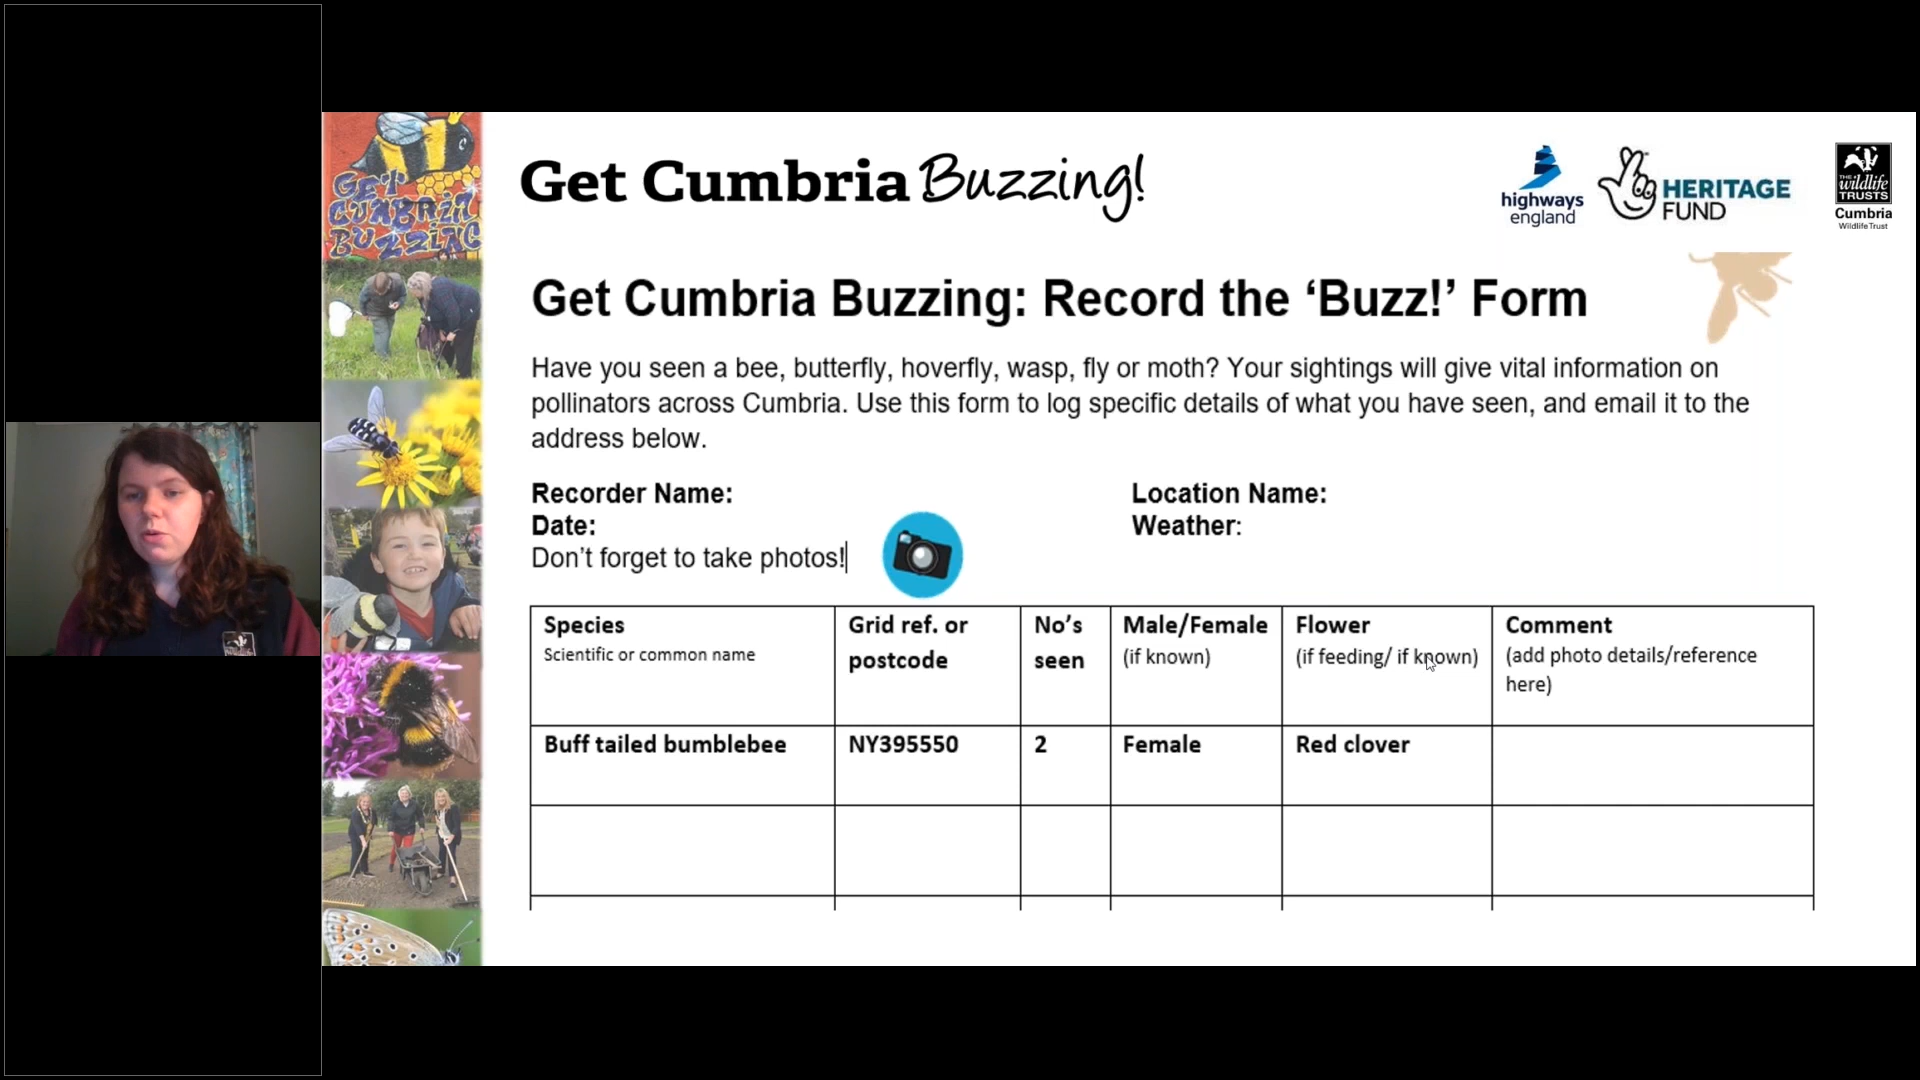 GET
CUMBRIA
BUZZING
Get Cumbria Buzzing!
highways
england
HERITAGE
FUND
THE
wildlife
TRUSTS
Cumbria
Wildlife Trust
Get Cumbria Buzzing: Record the ‘Buzz!’ Form
Have you seen a bee, butterfly, hoverfly, wasp, fly or moth? Your sightings will give vital information on
pollinators across Cumbria. Use this form to log specific details of what you have seen, and email it to the
address below.
Recorder Name:
Location Name:
Date:
Weather:
Don’t forget to take photos!
Species
Scientific or common name
Grid ref. or
postcode
No’s
seen
Male/Female
(if known)
Flower
(if feeding/ if known)
Comment
(add photo details/reference
here)
Buff tailed bumblebee
NY395550
2
Female
Red clover